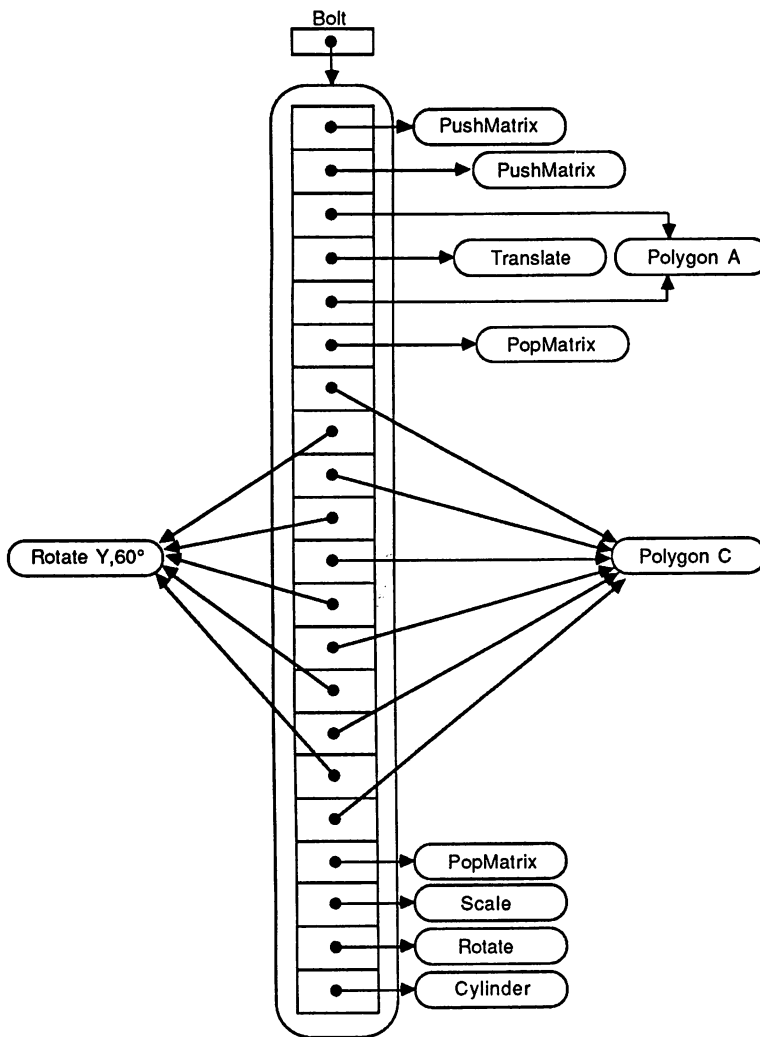 Bolt
PushMatrix
PushMatrix
Translate
Polygon A
PopMatrix
Rotate Y,60°
Polygon C
PopMatrix
Scale
Rotate
Cylinder